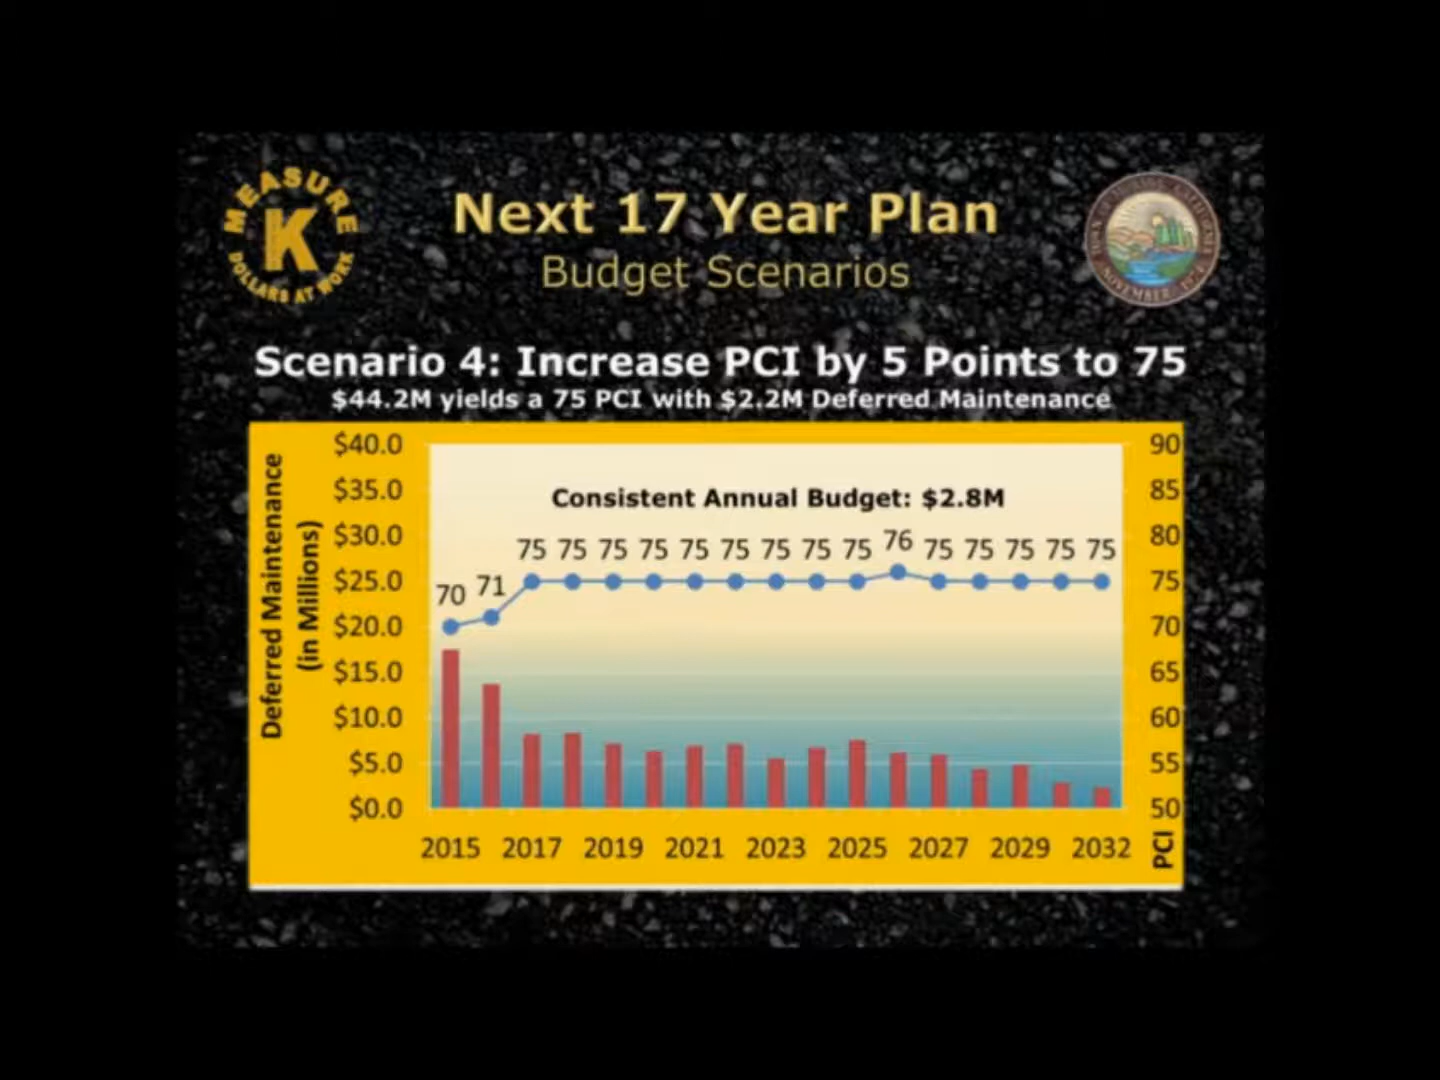 MEASURE
K
DOLLARS AT WORK
Next 17 Year Plan
Budget Scenarios
NOVEMBER
Scenario 4: Increase PCI by 5 Points to 75
$44.2M yields a 75 PCI with $2.2M Deferred Maintenance
Deferred Maintenance
(in Millions)
$40.0
$35.0
$30.0
$25.0
$20.0
$15.0
$10.0
$5.0
$0.0
Consistent Annual Budget: $2.8M
70 71 75 75 75 75 75 75 75 75 75 76 75 75 75 75 75
90
85
80
75
70
65
60
55
50
PCI
2015 2017 2019 2021 2023 2025 2027 2029 2032